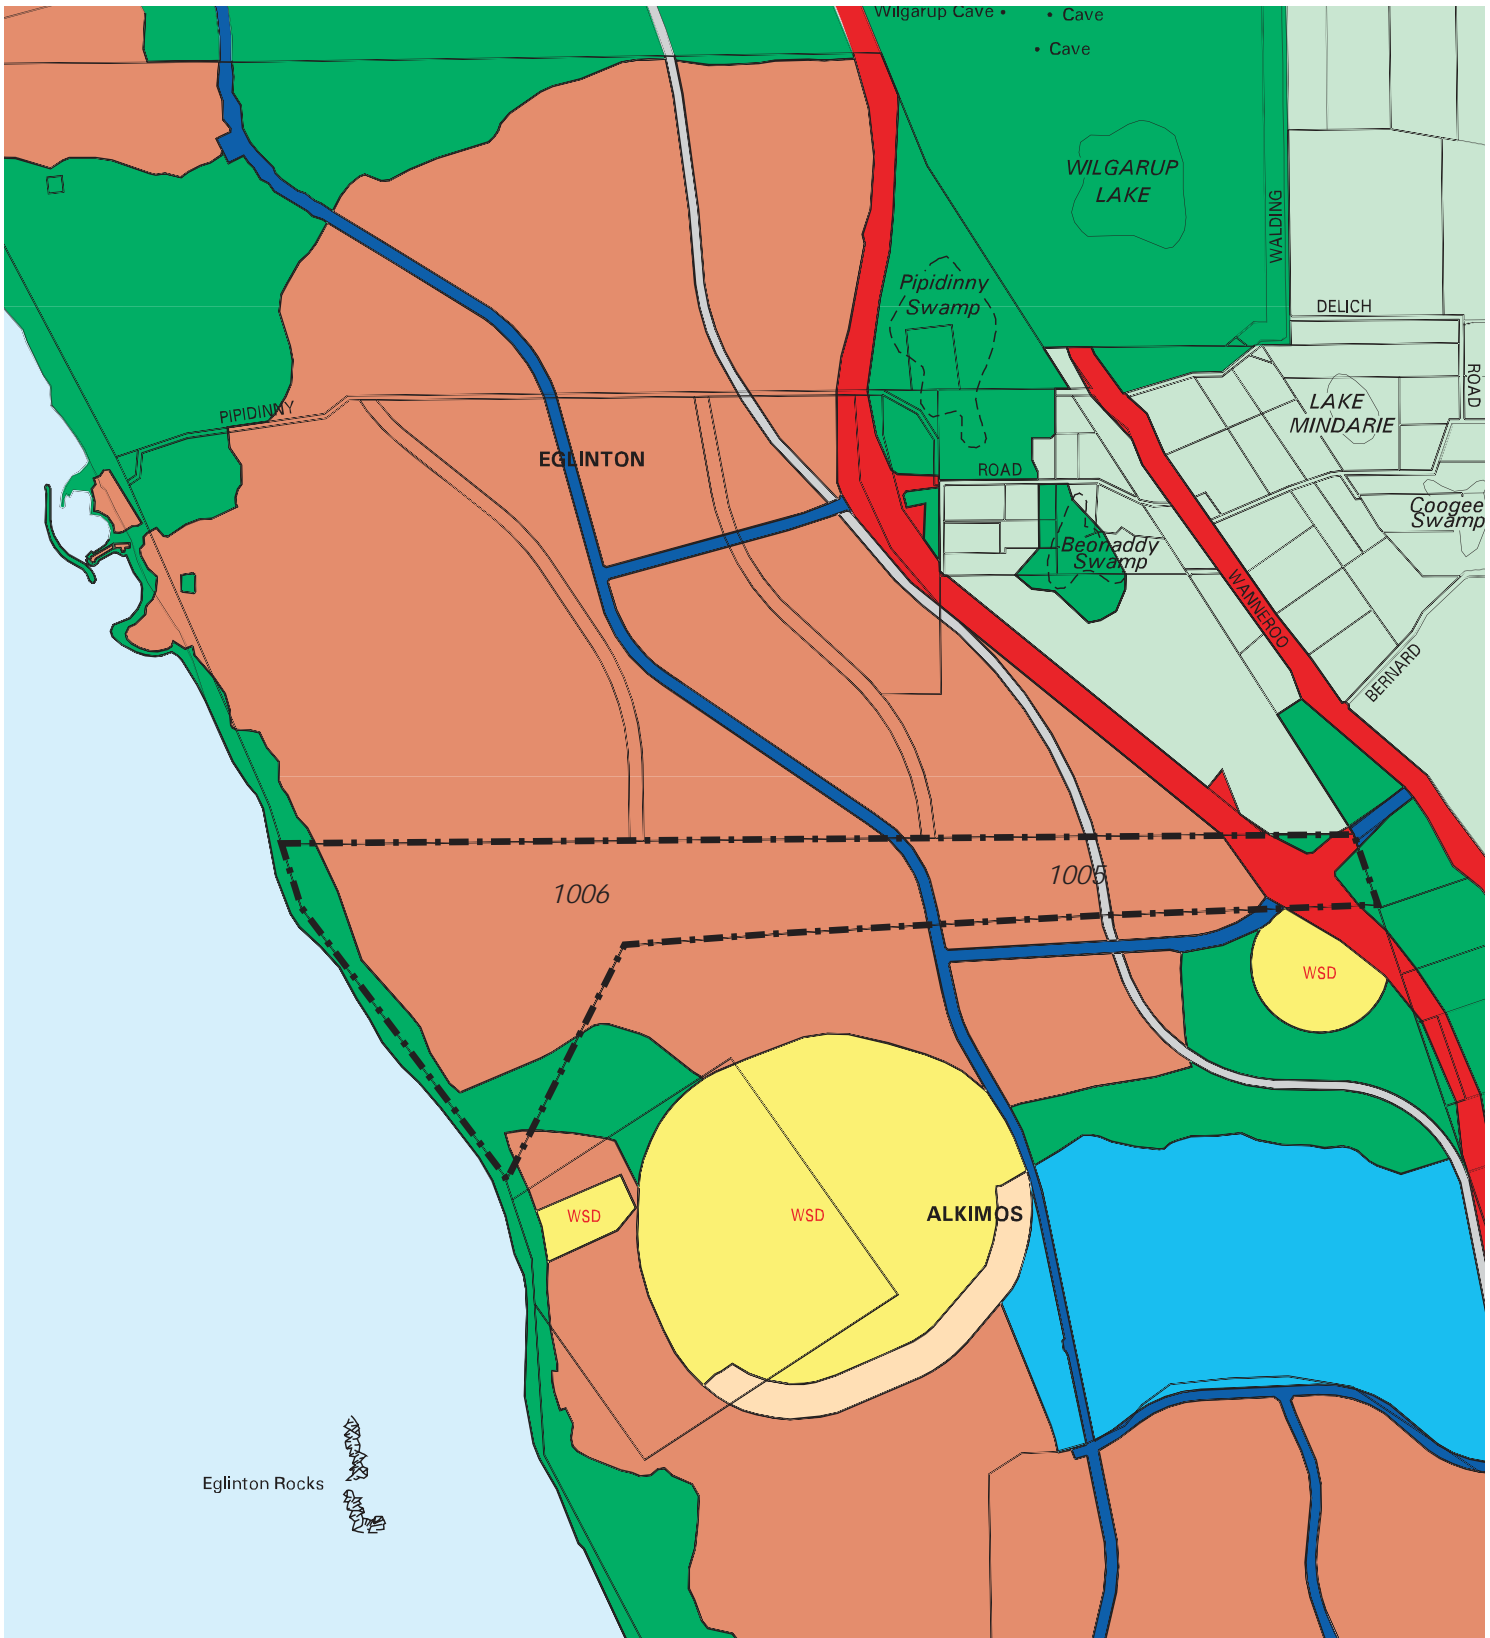 Wilgarup Cave •
• Cave
• Cave
WILGARUP
LAKE
WALDING
Pipidinny
Swamp
DELICH
ROAD
LAKE
MINDARIE
PIPIDINNY
EGLINTON
ROAD
Coogee
Swamp
Beonaddy
Swamp
WANNEROO
BERNARD
1006
1005
WSD
WSD
WSD
ALKIMOS
Eglinton Rocks